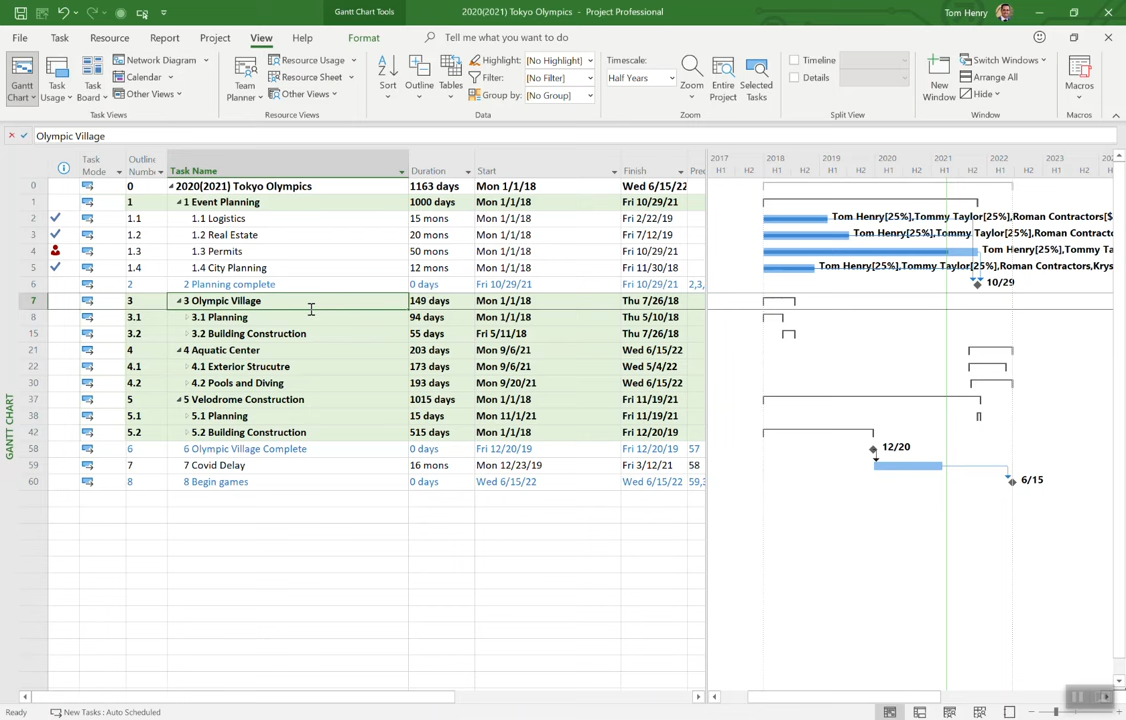 Gantt Chart Tools
2020(2021) Tokyo Olympics - Project Professional
Tom Henry
File Task Resource Report Project View Help Format Tell me what you want to do
Gantt Chart
Task Usage
Task Board
Network Diagram
Calendar
Other Views
Task Views
Team Planner
Resource Usage
Resource Sheet
Other Views
Resource Views
Sort
Outline
Tables
Highlight: [No Highlight]
Filter: [No Filter]
Group by: [No Group]
Data
Timescale:
Half Years
Zoom
Entire Project
Selected Tasks
Zoom
Timeline
Details
Split View
New Window
Switch Windows
Arrange All
Hide
Window
Macros
Macros
Olympic Village
Task Mode Outline Numbe Task Name Duration Start Finish Pred
2017 2018 2019 2020 2021 2022 2023
H1 H2 H1 H2 H1 H2 H1 H2 H1 H2 H1 H2 H1 H2 H1
0 0 2020(2021) Tokyo Olympics 1163 days Mon 1/1/18 Wed 6/15/22
1 1 1 Event Planning 1000 days Mon 1/1/18 Fri 10/29/21
2 1.1 1.1 Logistics 15 mons Mon 1/1/18 Fri 2/22/19 Tom Henry[25%],Tommy Taylor[25%],Roman Contractors[$
3 1.2 1.2 Real Estate 20 mons Mon 1/1/18 Fri 7/12/19 Tom Henry[25%],Tommy Taylor[25%],Roman Contracto
4 1.3 1.3 Permits 50 mons Mon 1/1/18 Fri 10/29/21 Tom Henry[25%],Tommy Ta
5 1.4 1.4 City Planning 12 mons Mon 1/1/18 Fri 11/30/18 Tom Henry[25%],Tommy Taylor[25%],Roman Contractors,Krys
6 2 2 Planning complete 0 days Fri 10/29/21 Fri 10/29/21 2,3, 10/29
7 3 3 Olympic Village 149 days Mon 1/1/18 Thu 7/26/18
8 3.1 3.1 Planning 94 days Mon 1/1/18 Thu 5/10/18
15 3.2 3.2 Building Construction 55 days Fri 5/11/18 Thu 7/26/18
21 4 4 Aquatic Center 203 days Mon 9/6/21 Wed 6/15/22
22 4.1 4.1 Exterior Strucutre 173 days Mon 9/6/21 Wed 5/4/22
30 4.2 4.2 Pools and Diving 193 days Mon 9/20/21 Wed 6/15/22
37 5 5 Velodrome Construction 1015 days Mon 1/1/18 Fri 11/19/21
38 5.1 5.1 Planning 15 days Mon 11/1/21 Fri 11/19/21
42 5.2 5.2 Building Construction 515 days Mon 1/1/18 Fri 12/20/19
58 6 6 Olympic Village Complete 0 days Fri 12/20/19 Fri 12/20/19 57 12/20
59 7 7 Covid Delay 16 mons Mon 12/23/19 Fri 3/12/21 58
60 8 8 Begin games 0 days Wed 6/15/22 Wed 6/15/22 59,3 6/15
GANTT CHART
Ready New Tasks : Auto Scheduled